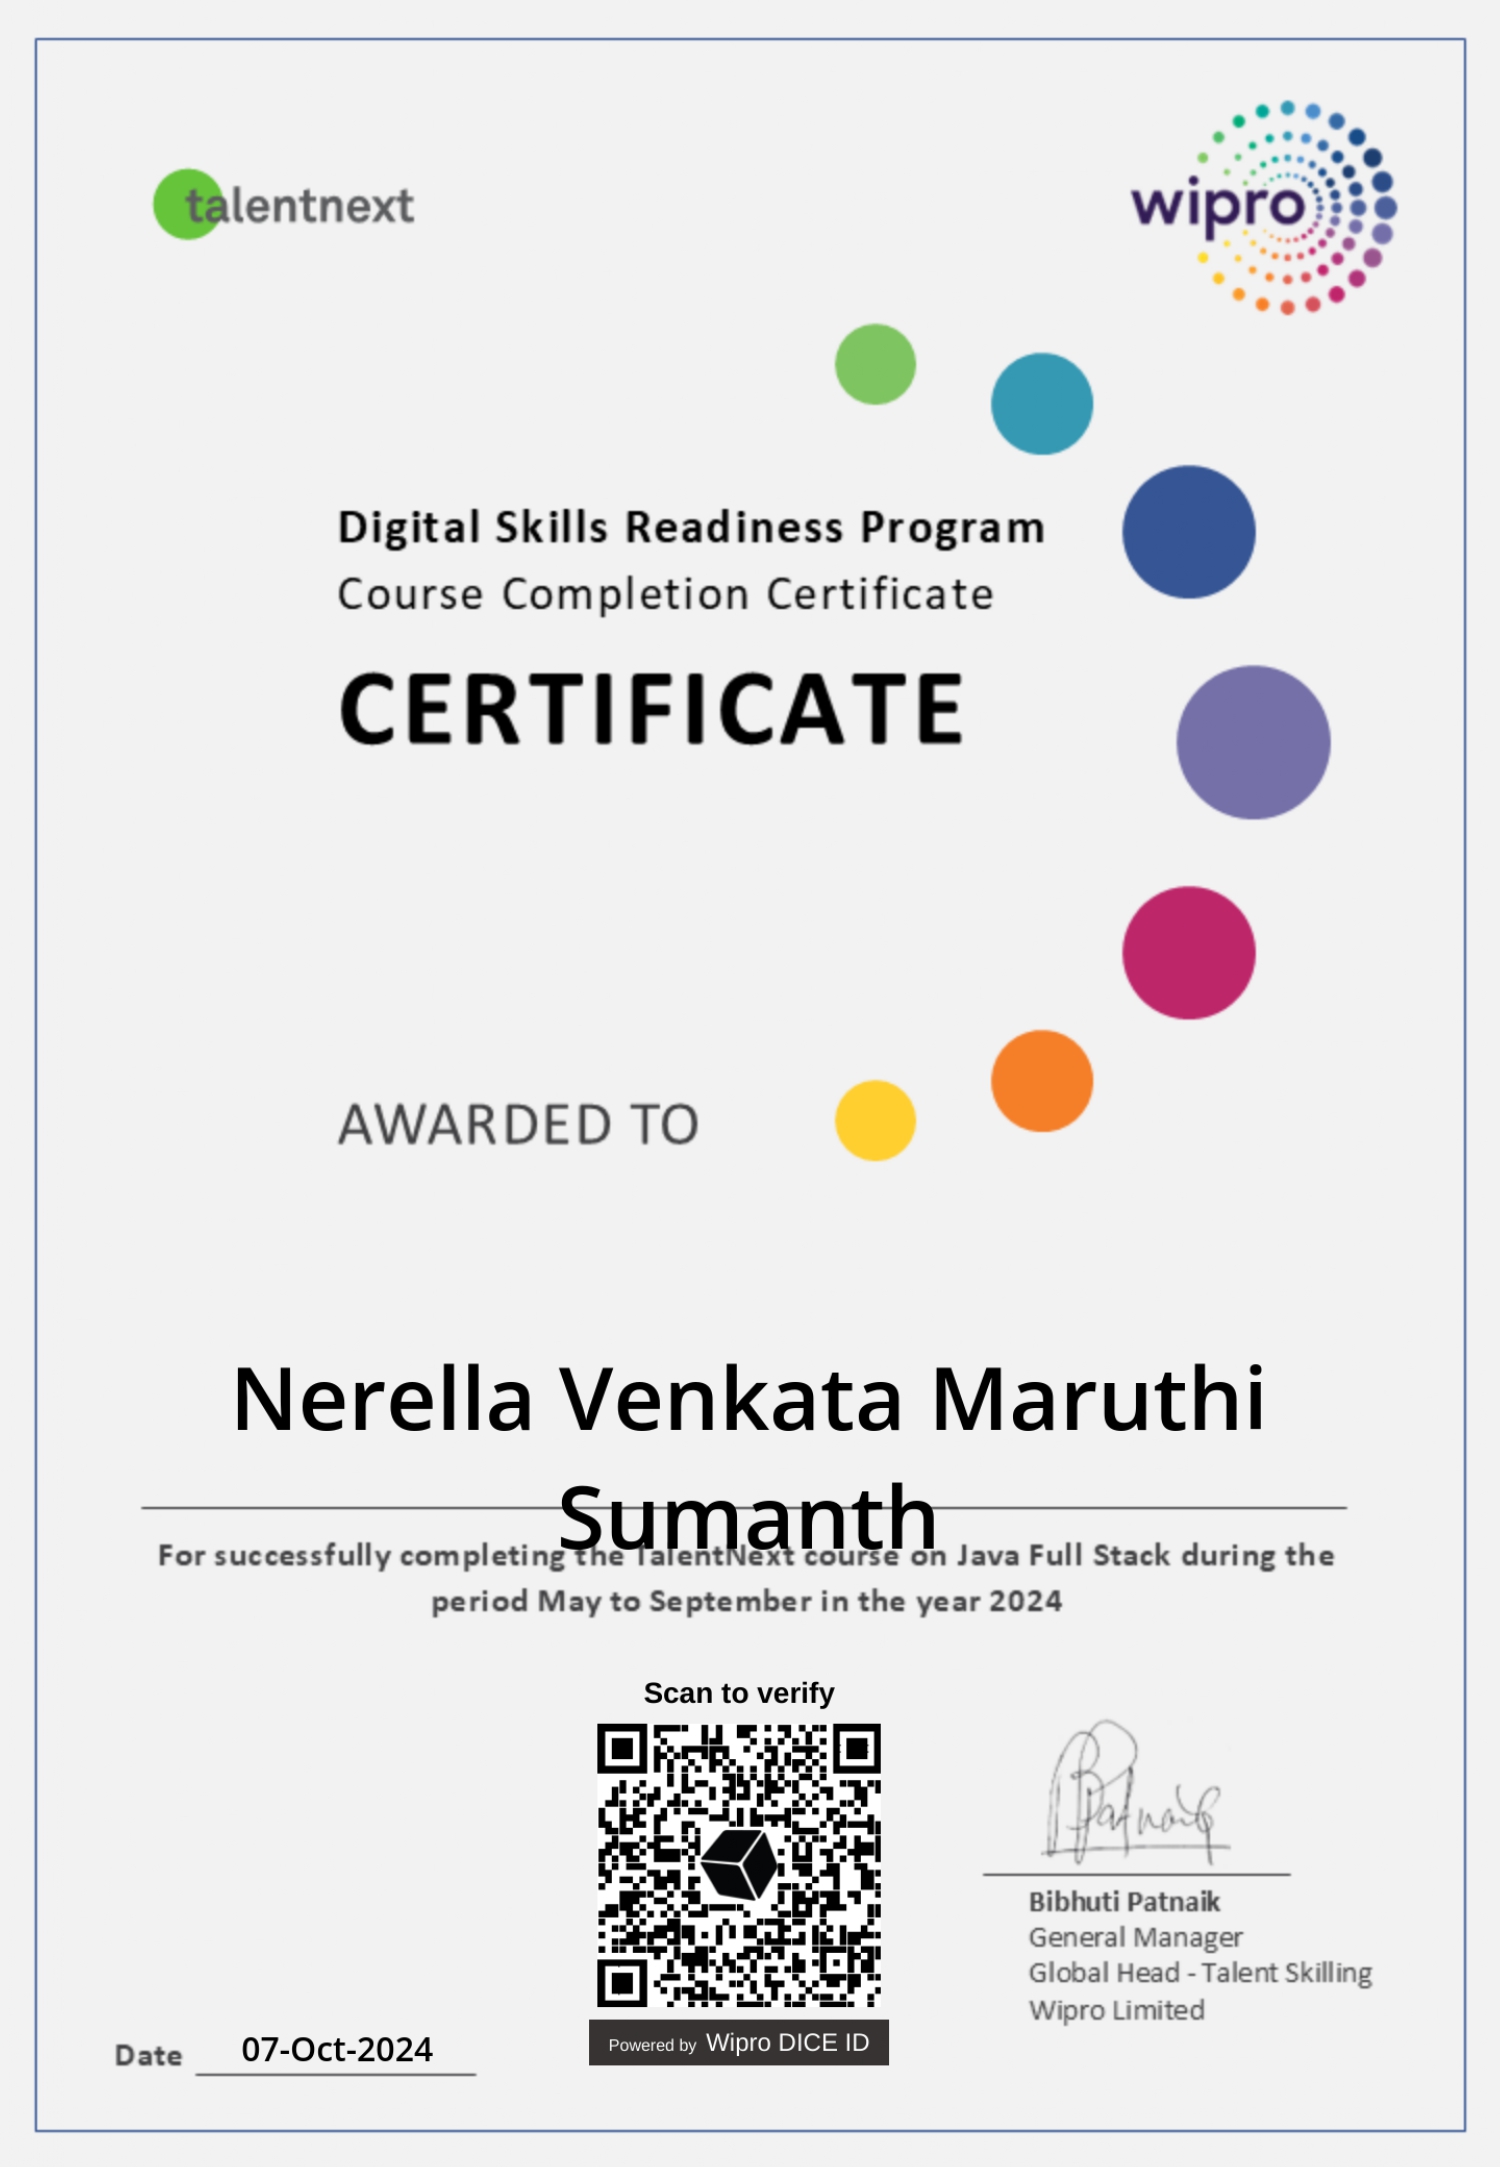 talentnext
wipro
Digital Skills Readiness Program
Course Completion Certificate
CERTIFICATE
AWARDED TO
Nerella Venkata Maruthi
Sumanth
For successfully completing the TalentNext course on Java Full Stack during the
period May to September in the year 2024
Scan to verify
BPatnaik
Bibhuti Patnaik
General Manager
Global Head - Talent Skilling
Wipro Limited
Powered by Wipro DICE ID
Date 07-Oct-2024